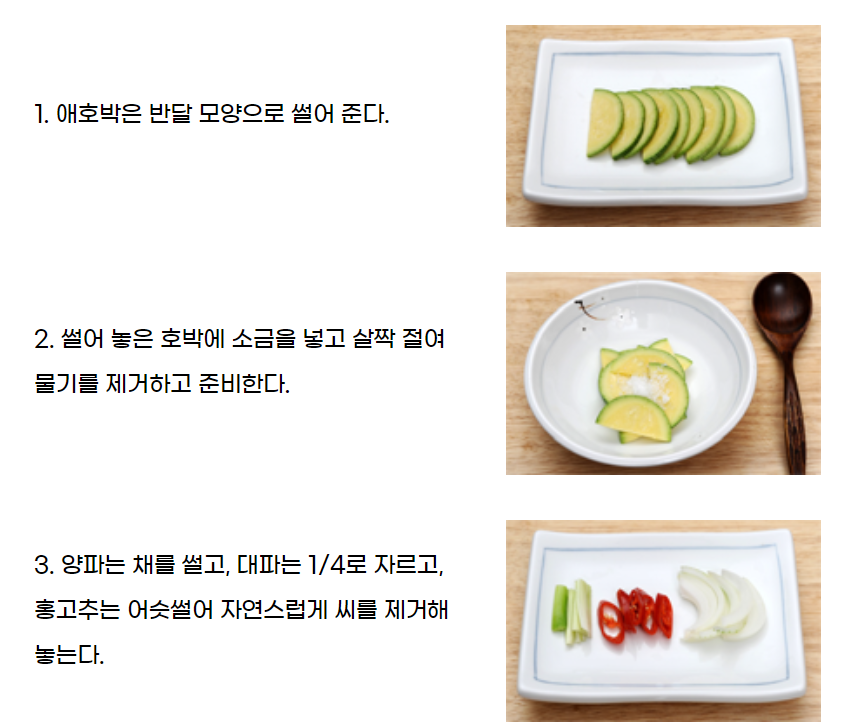 1. 애호박은 반달 모양으로 썰어 준다.
2. 썰어 놓은 호박에 소금을 넣고 살짝 절여
물기를 제거하고 준비한다.
3. 양파는 채를 썰고, 대파는 1/4로 자르고,
홍고추는 어슷썰어 자연스럽게 씨를 제거해
놓는다.